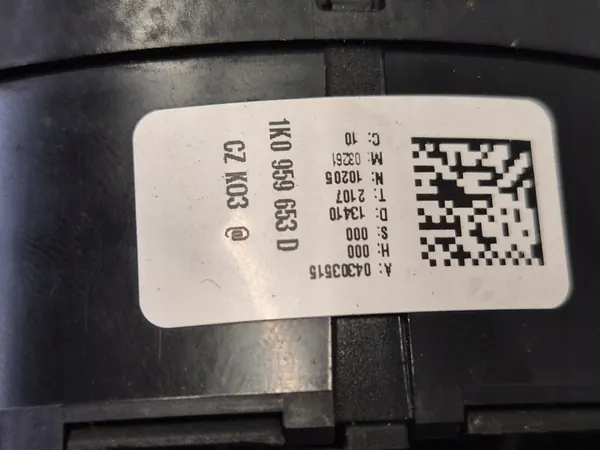 1K0 959 653 D
CZ K03 @
A: 04303515
H: 000
S: 000
D: 13410
T: 2107
N: 10205
M: 03261
C: 10